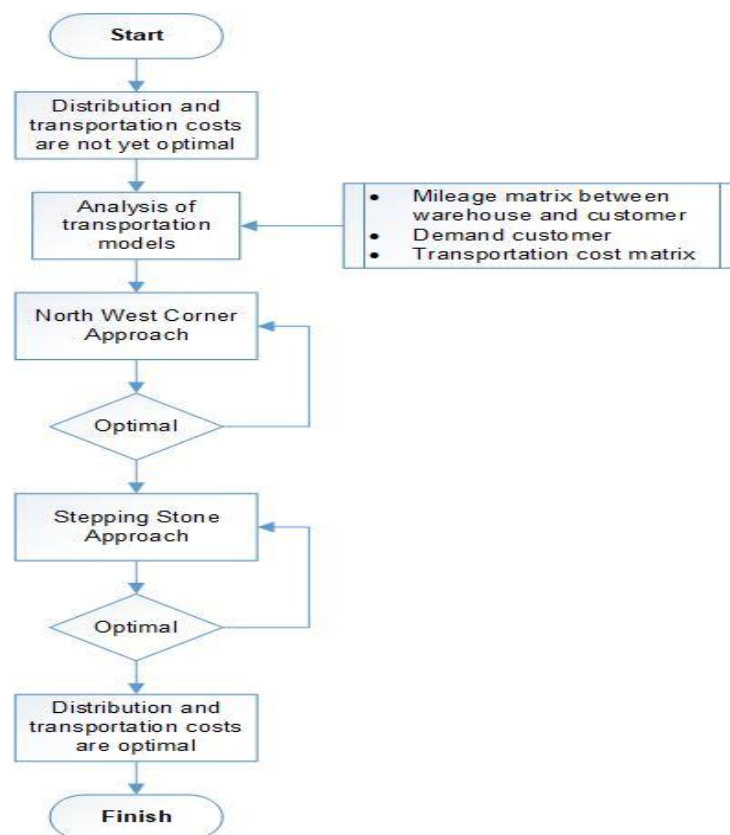 Start
Distribution and
transportation costs
are not yet optimal
Analysis of
transportation
models
• Mileage matrix between
warehouse and customer
• Demand customer
• Transportation cost matrix
North West Corner
Approach
Optimal
Stepping Stone
Approach
Optimal
Distribution and
transportation costs
are optimal
Finish